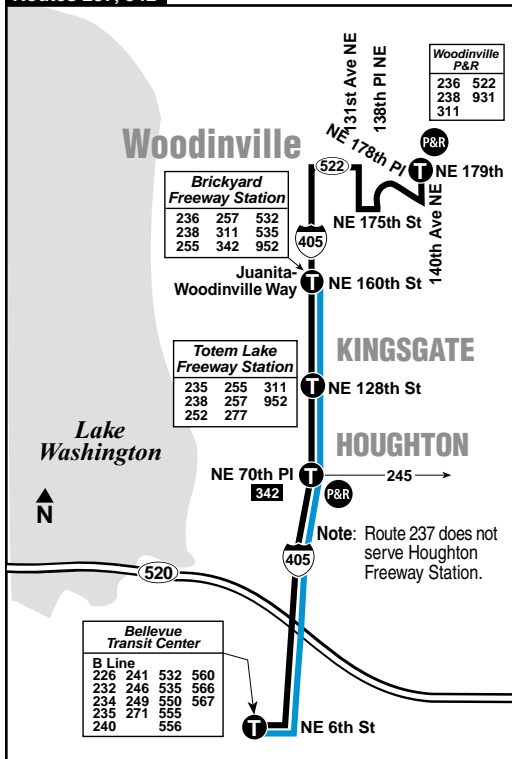 Woodinville
P&R
236 522
238 931
311
131st Ave NE
138th Pl NE
NE 178th Pl
P&R
Woodinville
522
T
NE 179th
NE 175th St
140th Ave NE
Brickyard
Freeway Station
236 257 532
238 311 535
255 342 952
405
Juanita-
Woodinville Way
T
NE 160th St
KINGSGATE
Totem Lake
Freeway Station
235 255 311
238 257 952
252 277
T
NE 128th St
Lake
Washington
HOUGHTON
NE 70th Pl
T
245
342
P&R
N
Note: Route 237 does not
serve Houghton
Freeway Station.
405
520
Bellevue
Transit Center
B Line
226 241 532 560
232 246 535 566
234 249 550 567
235 271 555
240 556
T
NE 6th St